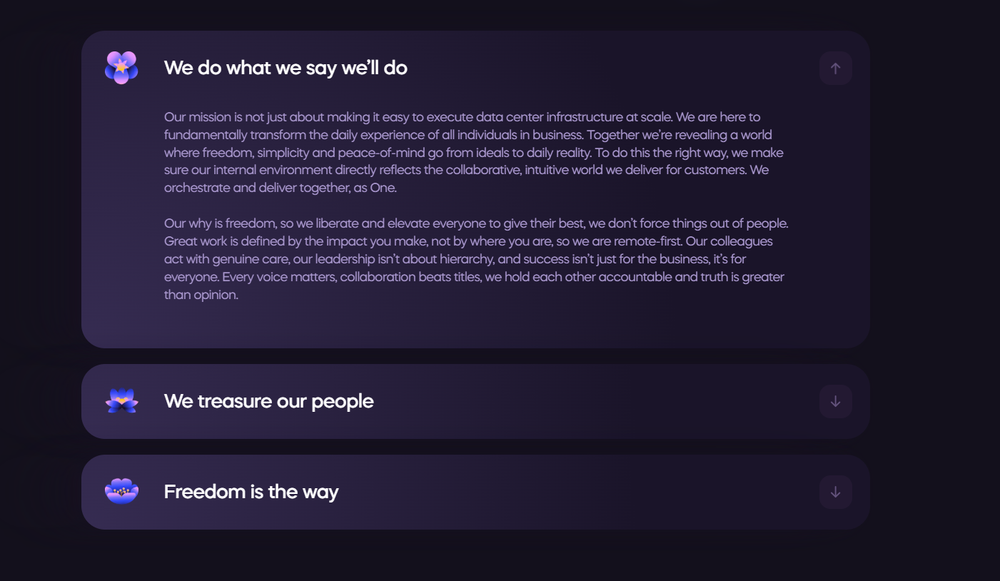 We do what we say we’ll do
Our mission is not just about making it easy to execute data center infrastructure at scale. We are here to
fundamentally transform the daily experience of all individuals in business. Together we’re revealing a world
where freedom, simplicity and peace-of-mind go from ideals to daily reality. To do this the right way, we make
sure our internal environment directly reflects the collaborative, intuitive world we deliver for customers. We
orchestrate and deliver together, as One.
Our why is freedom, so we liberate and elevate everyone to give their best, we don’t force things out of people.
Great work is defined by the impact you make, not by where you are, so we are remote-first. Our colleagues
act with genuine care, our leadership isn’t about hierarchy, and success isn’t just for the business, it’s for
everyone. Every voice matters, collaboration beats titles, we hold each other accountable and truth is greater
than opinion.
We treasure our people
Freedom is the way